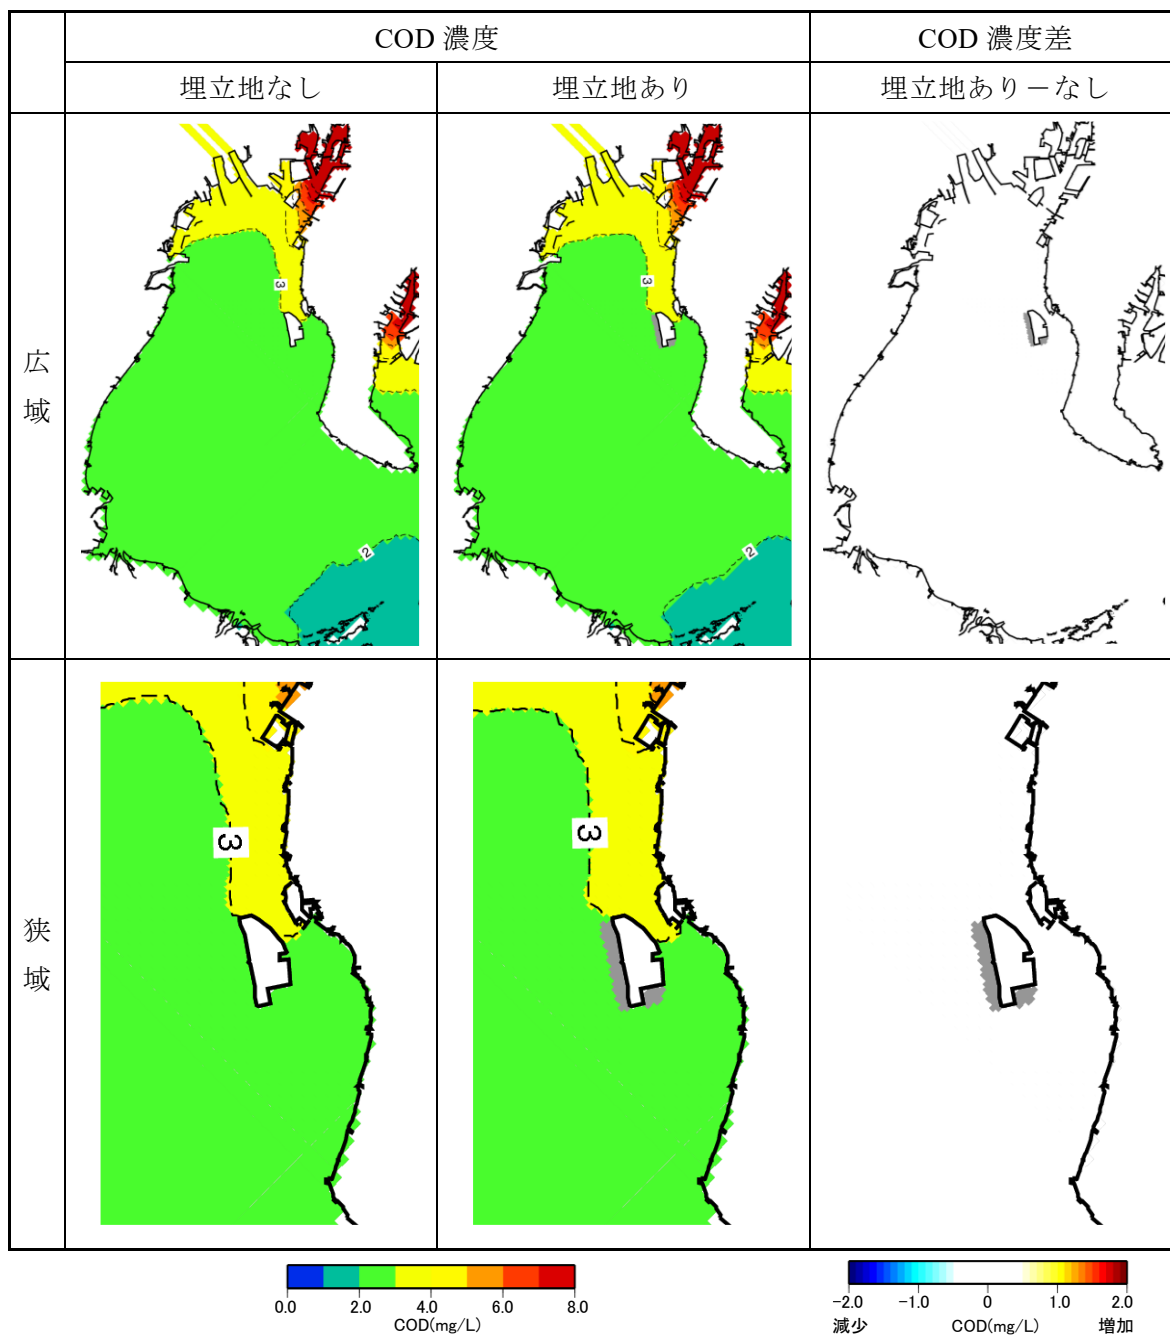 COD 濃度
COD 濃度差
埋立地なし
埋立地あり
埋立地あり－なし
広域
3
2
3
2
狭域
3
3
0.0 2.0 4.0 6.0 8.0
COD(mg/L)
-2.0 -1.0 0 1.0 2.0
減少 COD(mg/L) 増加